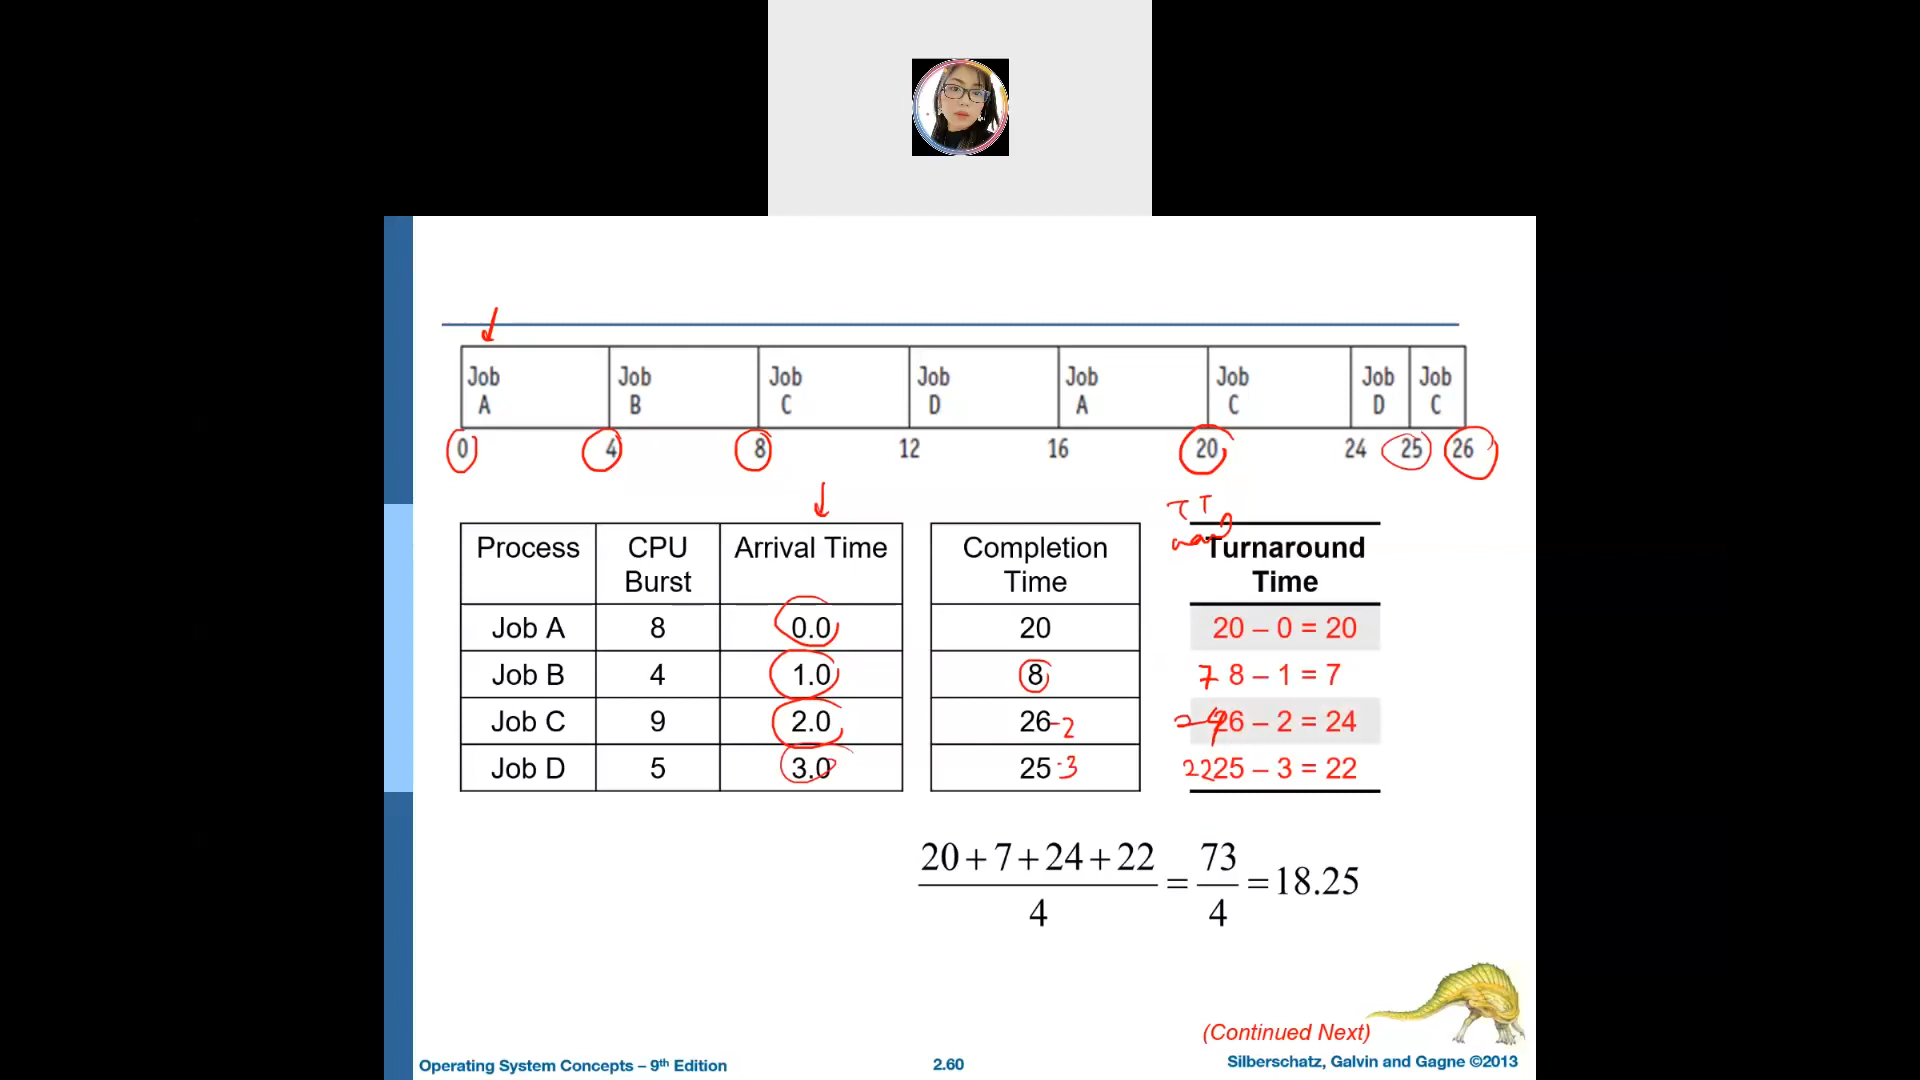 Job Job Job Job Job Job Job Job
A B C D A C D C
0 4 8 12 16 20 24 25 26
TT
Process CPU Burst Arrival Time Completion Time Turnaround Time
Job A 8 0.0 20 20 – 0 = 20
Job B 4 1.0 8 7 8 – 1 = 7
Job C 9 2.0 26 -2 24 26 – 2 = 24
Job D 5 3.0 25 -3 22 25 – 3 = 22
20+7+24+22 / 4 = 73 / 4 = 18.25
(Continued Next)
Operating System Concepts – 9th Edition 2.60 Silberschatz, Galvin and Gagne ©2013